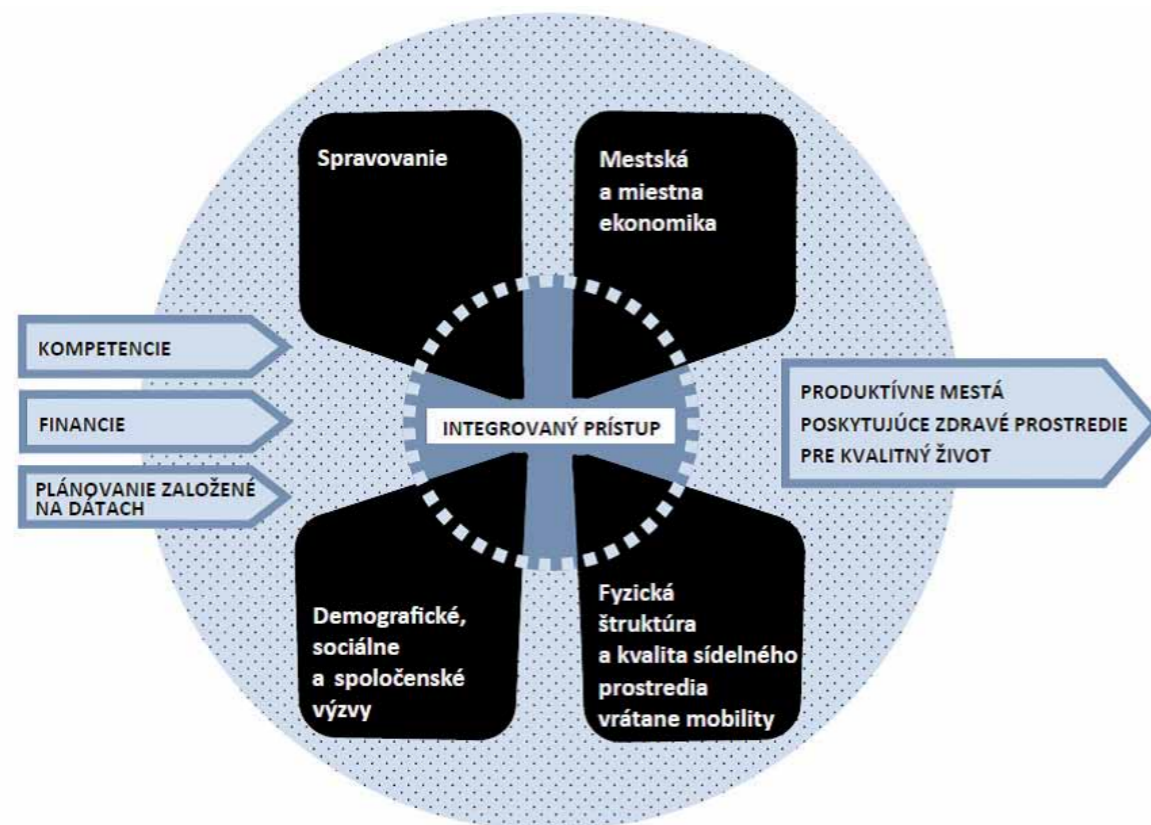 Spravovanie
Mestská
a miestna
ekonomika
KOMPETENCIE
FINANCIE
PLÁNOVANIE ZALOŽENÉ
NA DÁTACH
INTEGROVANÝ PRÍSTUP
PRODUKTÍVNE MESTÁ
POSKYTUJÚCE ZDRAVÉ PROSTREDIE
PRE KVALITNÝ ŽIVOT
Demografické,
sociálne
a spoločenské
výzvy
Fyzická
štruktúra
a kvalita sídelného
prostredia
vrátane mobility